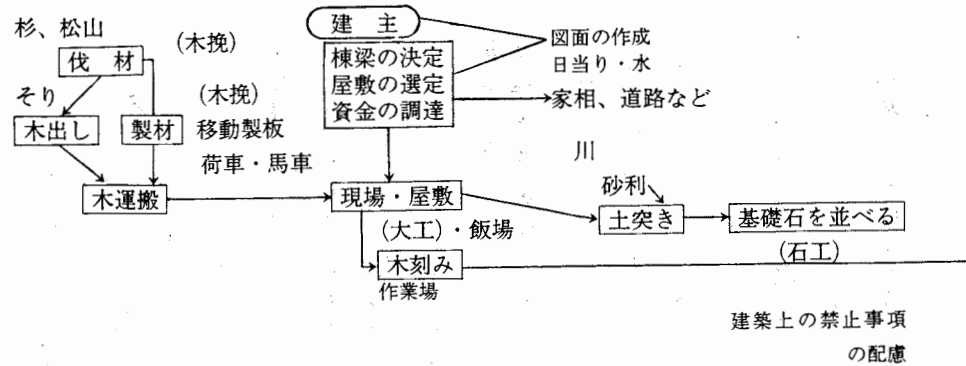 杉、松山
伐材
(木挽)
そり
(木挽)
木出し
製材
移動製板
荷車・馬車
木運搬
建主
棟梁の決定
屋敷の選定
資金の調達
図面の作成
日当り・水
家相、道路など
川
砂利
現場・屋敷
土突き
基礎石を並べる
(大工)・飯場
(石工)
木刻み
作業場
建築上の禁止事項
の配慮